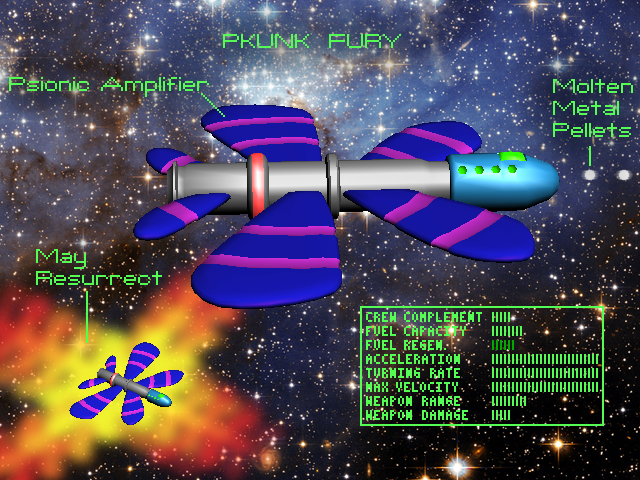 PKUNK FURY
Psionic Amplifier
Molten
Metal
Pellets
May
Resurrect
CREW COMPLEMENT
FUEL CAPACITY
FUEL REGEN.
ACCELERATION
TURNING RATE
MAX VELOCITY
WEAPON RANGE
WEAPON DAMAGE